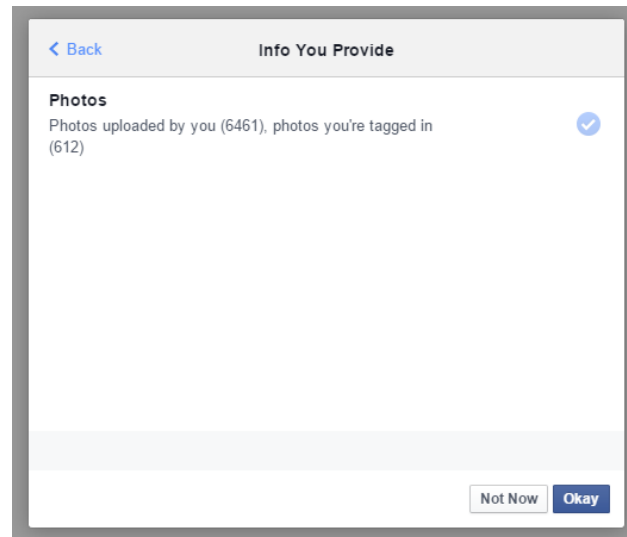 Back
Info You Provide
Photos
Photos uploaded by you (6461), photos you're tagged in
(612)
Not Now
Okay